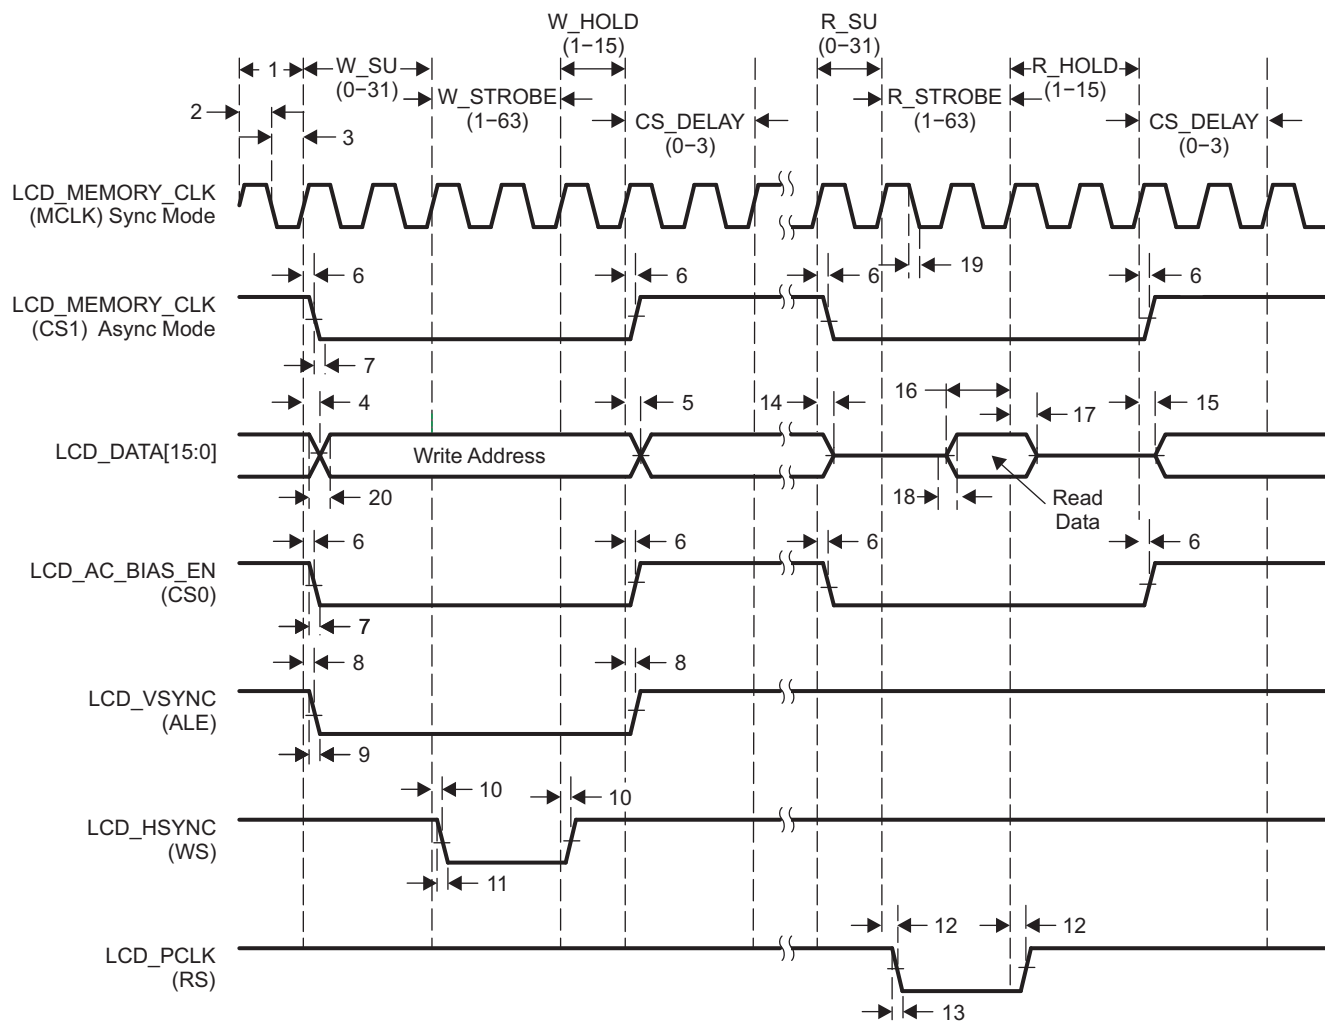 W_HOLD
(1−15)
R_SU
(0−31)
1
W_SU
(0−31)
R_HOLD
(1−15)
2
W_STROBE
(1−63)
R_STROBE
(1−63)
3
CS_DELAY
(0−3)
CS_DELAY
(0−3)
LCD_MEMORY_CLK
(MCLK) Sync Mode
19
6
6
6
6
LCD_MEMORY_CLK
(CS1) Async Mode
7
16
4
5
14
17
15
LCD_DATA[15:0]
Write Address
20
18
Read
Data
6
6
6
6
LCD_AC_BIAS_EN
(CS0)
7
8
8
LCD_VSYNC
(ALE)
9
10
10
LCD_HSYNC
(WS)
11
12
12
LCD_PCLK
(RS)
13